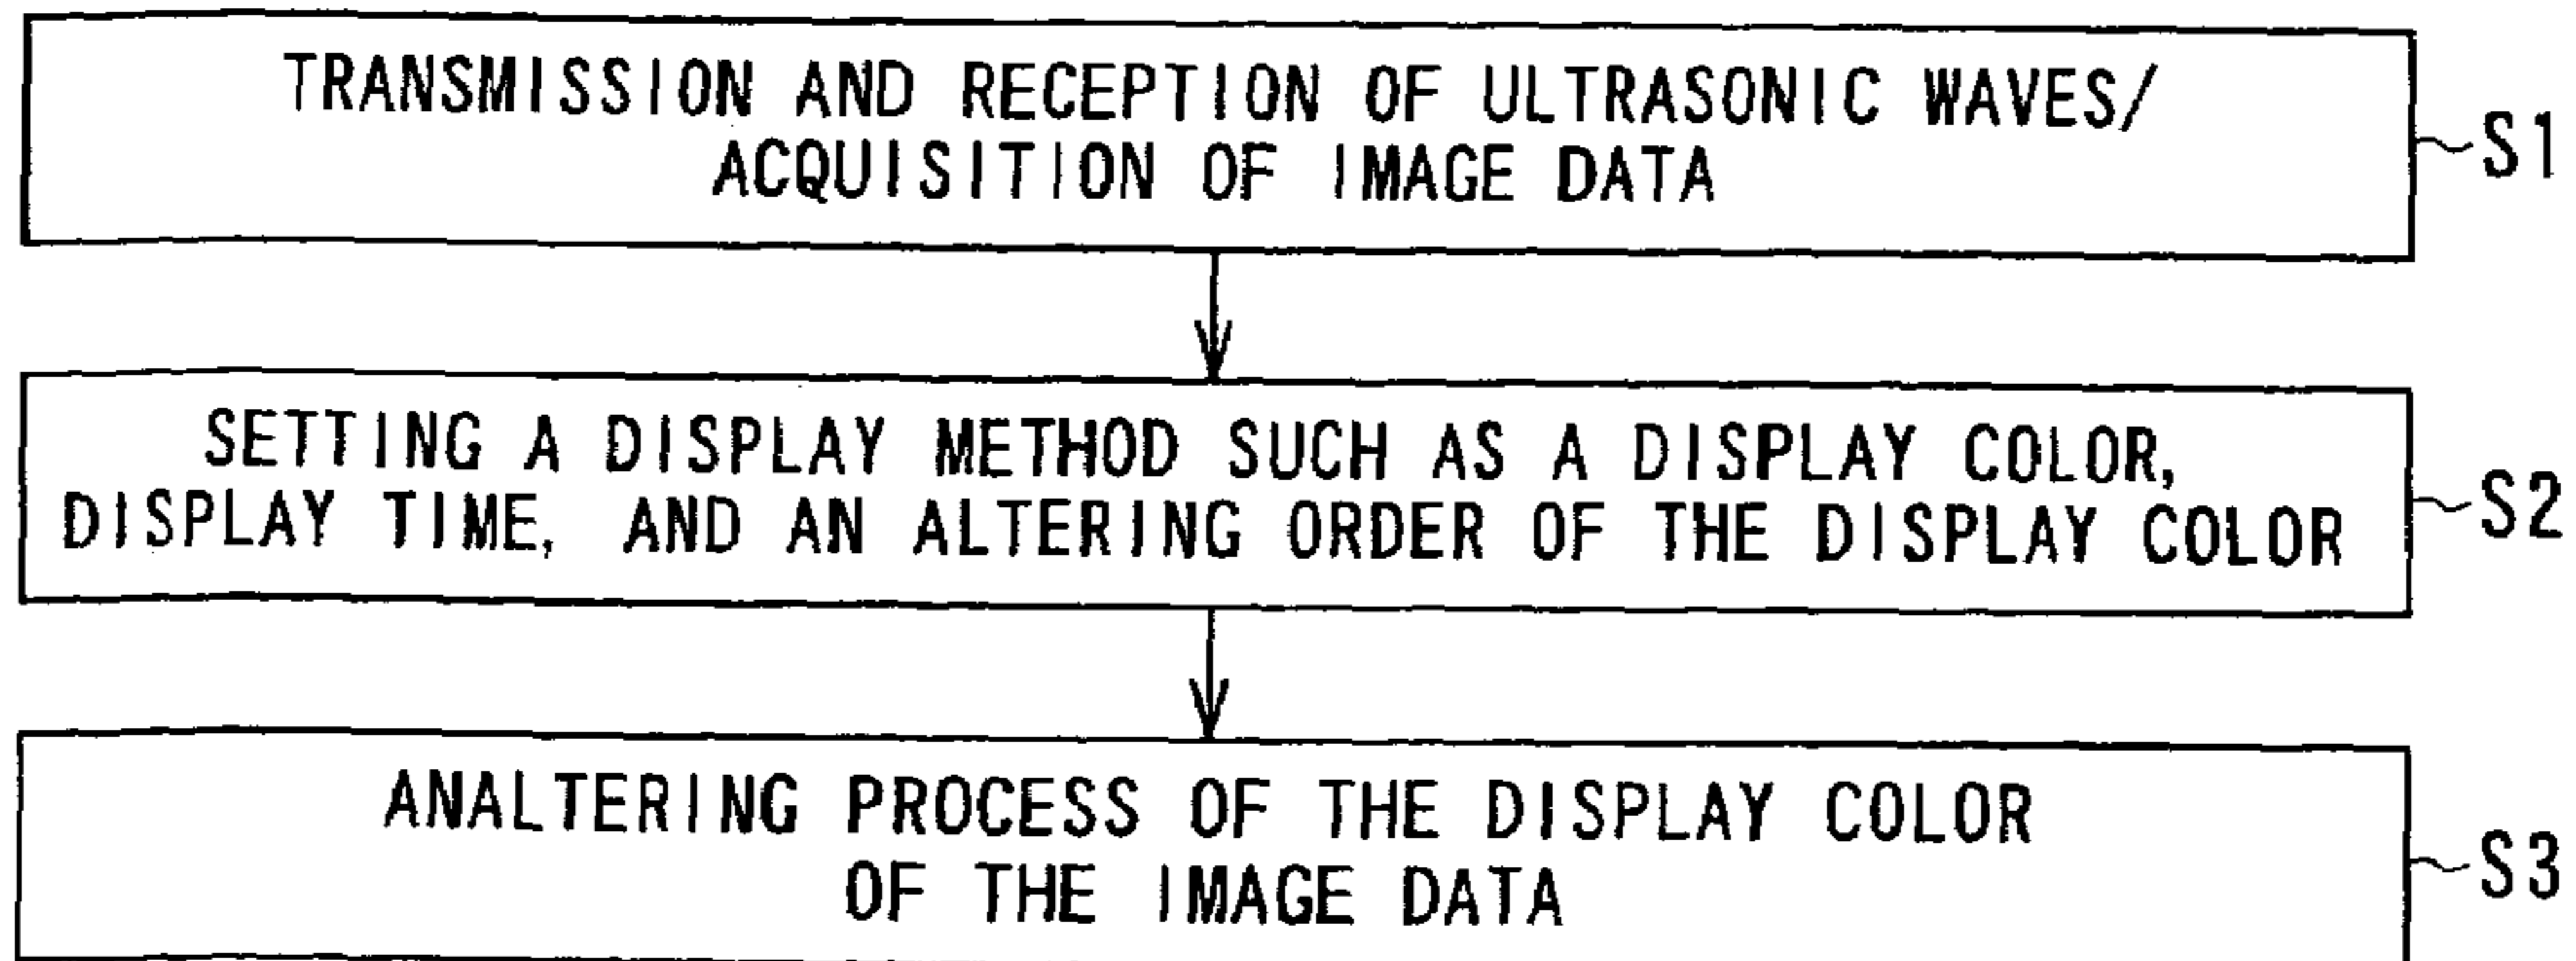 TRANSMISSION AND RECEPTION OF ULTRASONIC WAVES/
ACQUISITION OF IMAGE DATA
S1
SETTING A DISPLAY METHOD SUCH AS A DISPLAY COLOR,
DISPLAY TIME, AND AN ALTERING ORDER OF THE DISPLAY COLOR
S2
ANALTERING PROCESS OF THE DISPLAY COLOR
OF THE IMAGE DATA
S3